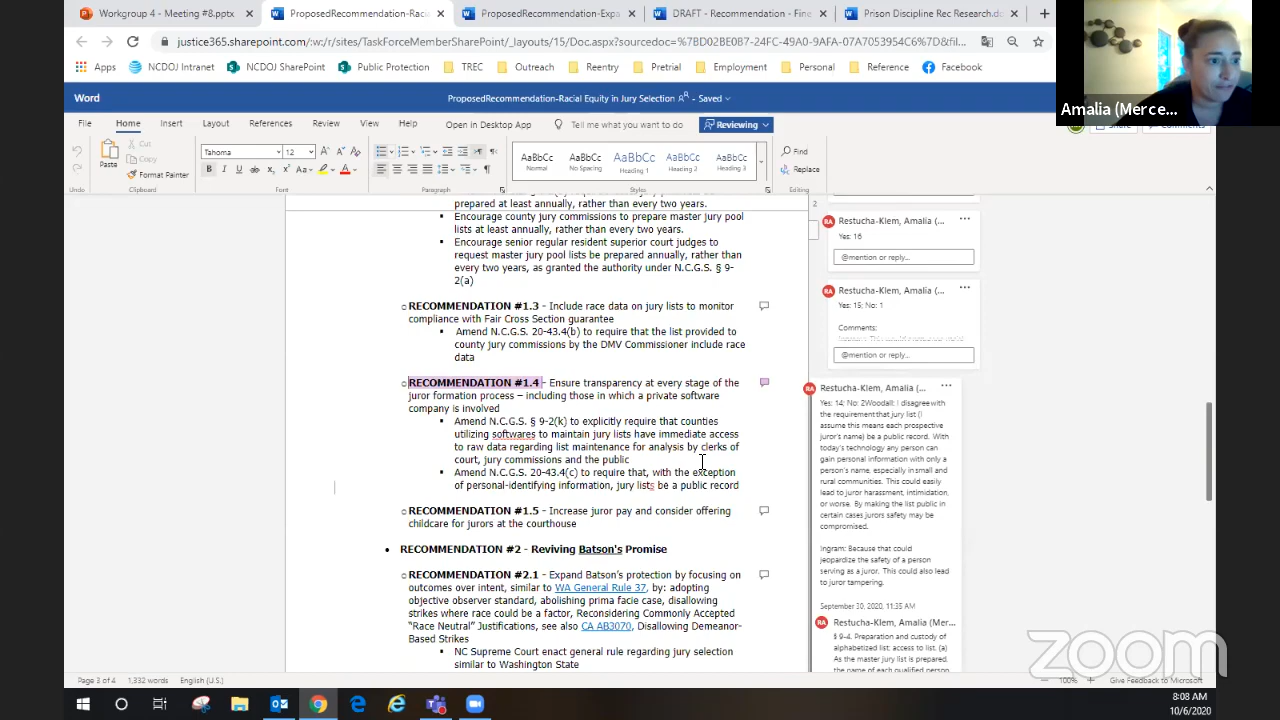 Workgroup 4 - Meeting #8.pptx
ProposedRecommendation-Rac
ProposedRecommendation-Expa
DRAFT - Recommendation - Fine
Prison Discipline Rec Research.do
justice365.sharepoint.com/:w:/r/sites/TaskForceMemberSharePoint/_layouts/15/Doc.aspx?sourcedoc=%7BD02BE0B7-24FC-49A0-9AFA-07A7053954C6%7D&fil...
Apps NCDOJ Intranet NCDOJ SharePoint Public Protection TREC Outreach Reentry Pretrial Employment Personal Reference Facebook
Amalia (Merce...
Word
ProposedRecommendation-Racial Equity in Jury Selection - Saved
File Home Insert Layout References Review View Help Open in Desktop App Tell me what you want to do Reviewing
Share Comments
Paste Cut Copy Format Painter
Tahoma 12
B I U ab
AaBbCc Normal
AaBbCc No Spacing
AaBbCc Heading 1
AaBbCc Heading 2
AaBbCc Heading 3
Find
Replace
Undo Clipboard Font Paragraph Styles Editing
prepared at least annually, rather than every two years.
Encourage county jury commissions to prepare master jury pool
lists at least annually, rather than every two years.
Encourage senior regular resident superior court judges to
request master jury pool lists be prepared annually, rather than
every two years, as granted the authority under N.C.G.S. § 9-
2(a)
RECOMMENDATION #1.3 - Include race data on jury lists to monitor
compliance with Fair Cross Section guarantee
Amend N.C.G.S. 20-43.4(b) to require that the list provided to
county jury commissions by the DMV Commissioner include race
data
RECOMMENDATION #1.4 - Ensure transparency at every stage of the
juror formation process – including those in which a private software
company is involved
Amend N.C.G.S. § 9-2(k) to explicitly require that counties
utilizing softwares to maintain jury lists have immediate access
to raw data regarding list maintenance for analysis by clerks of
court, jury commissions and the public
Amend N.C.G.S. 20-43.4(c) to require that, with the exception
of personal-identifying information, jury lists be a public record
RECOMMENDATION #1.5 - Increase juror pay and consider offering
childcare for jurors at the courthouse
RECOMMENDATION #2 - Reviving Batson's Promise
RECOMMENDATION #2.1 - Expand Batson's protection by focusing on
outcomes over intent, similar to WA General Rule 37, by: adopting
objective observer standard, abolishing prima facie case, disallowing
strikes where race could be a factor, Reconsidering Commonly Accepted
"Race Neutral" Justifications, see also CA AB3070, Disallowing Demeanor-
Based Strikes
NC Supreme Court enact general rule regarding jury selection
similar to Washington State
2
RA Restucha-Klem, Amalia (...
Yes: 16
@mention or reply...
RA Restucha-Klem, Amalia (...
Yes: 15; No: 1
Comments:
@mention or reply...
RA Restucha-Klem, Amalia (...
Yes: 14; No: 2Woodall: I disagree with
the requirement that jury list (I
assume this means each prospective
juror's name) be a public record. With
today's technology any person can
gain personal information with only a
person's name, especially in small and
rural communities. This could easily
lead to juror harassment, intimidation,
or worse. By making the list public in
certain cases jurors safety may be
compromised.
Ingram: Because that could
jeopardize the safety of a person
serving as a juror. This could also lead
to juror tampering.
September 30, 2020, 11:35 AM
RA Restucha-Klem, Amalia (Mer...
§ 9-4. Preparation and custody of
alphabetized list; access to list. (a)
As the master jury list is prepared,
the name of each qualified person
Page 3 of 4 1,332 words English (U.S.) 100% Give Feedback to Microsoft
zoom
8:08 AM
10/6/2020